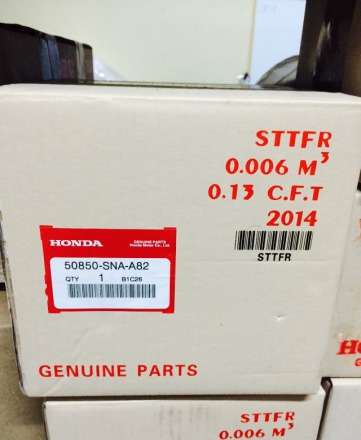 STTFR
0.006 M³
0.13 C.F.T
2014
STTFR
HONDA
GENUINE PARTS
Honda Motor Co., Ltd.
50850-SNA-A82
QTY 1 B1C26
GENUINE PARTS
STTFR
0.006 M³